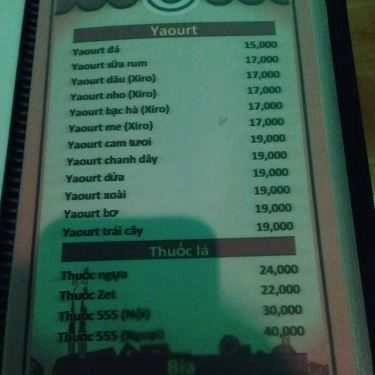 Yaourt
Yaourt đá 15,000
Yaourt sữa rum 17,000
Yaourt dâu (Xiro) 17,000
Yaourt nho (Xiro) 17,000
Yaourt bạc hà (Xiro) 17,000
Yaourt me (Xiro) 17,000
Yaourt cam tươi 19,000
Yaourt chanh dây 19,000
Yaourt dừa 19,000
Yaourt xoài 19,000
Yaourt bơ 19,000
Yaourt trái cây 19,000
Thuốc lá
Thuốc ngựa 24,000
Thuốc Zet 22,000
Thuốc 555 (Nội) 30,000
Thuốc 555 (Ngoại) 40,000